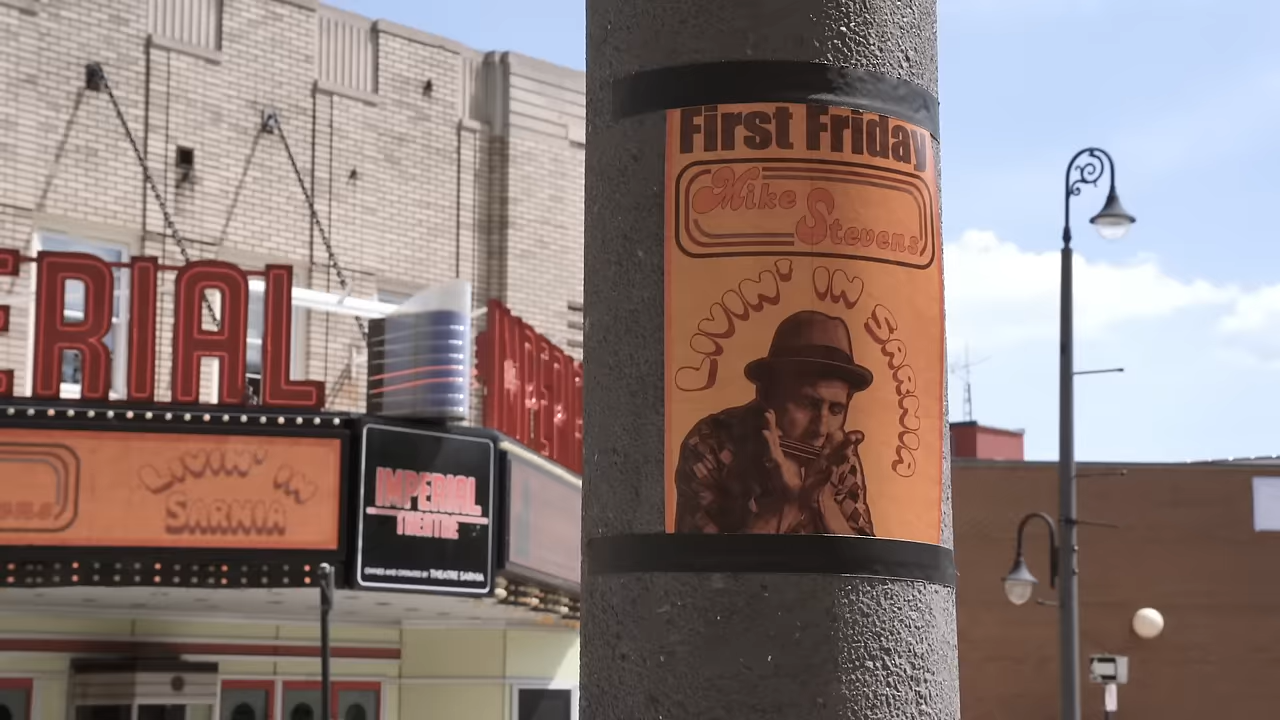 First Friday
Mike
Stevens
LIVIN' IN SARNIA
ERIAL
LIVIN' IN
SARNIA
IMPERIAL
THEATRE
OWNED AND OPERATED BY THEATRE SARNIA
IMPERI